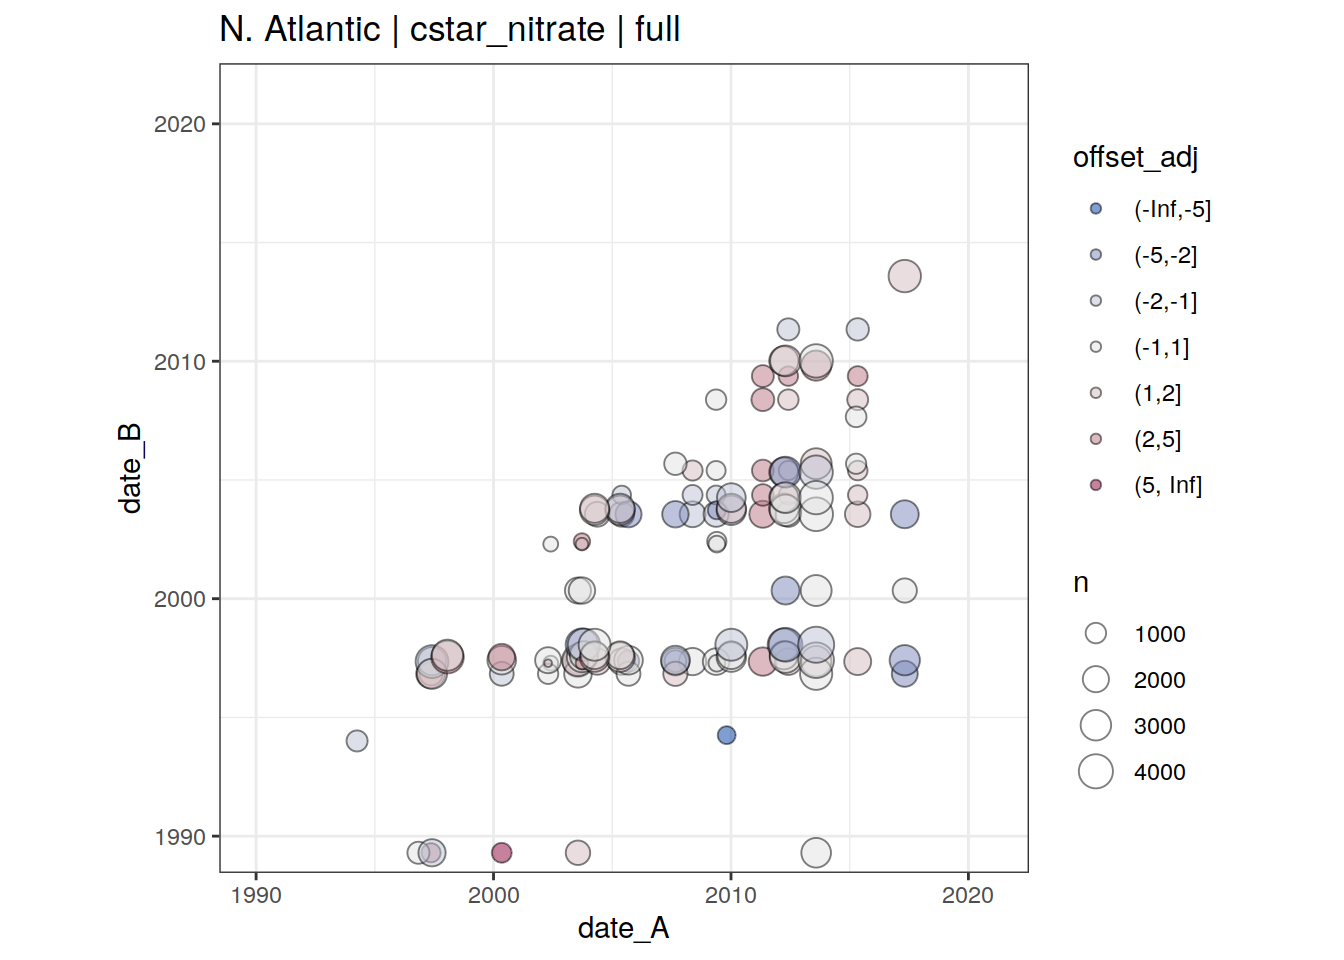 N. Atlantic | cstar_nitrate | full
2020
2010
2000
1990
date_B
1990 2000 2010 2020
date_A
offset_adj
(-Inf,-5]
(-5,-2]
(-2,-1]
(-1,1]
(1,2]
(2,5]
(5, Inf]
n
1000
2000
3000
4000